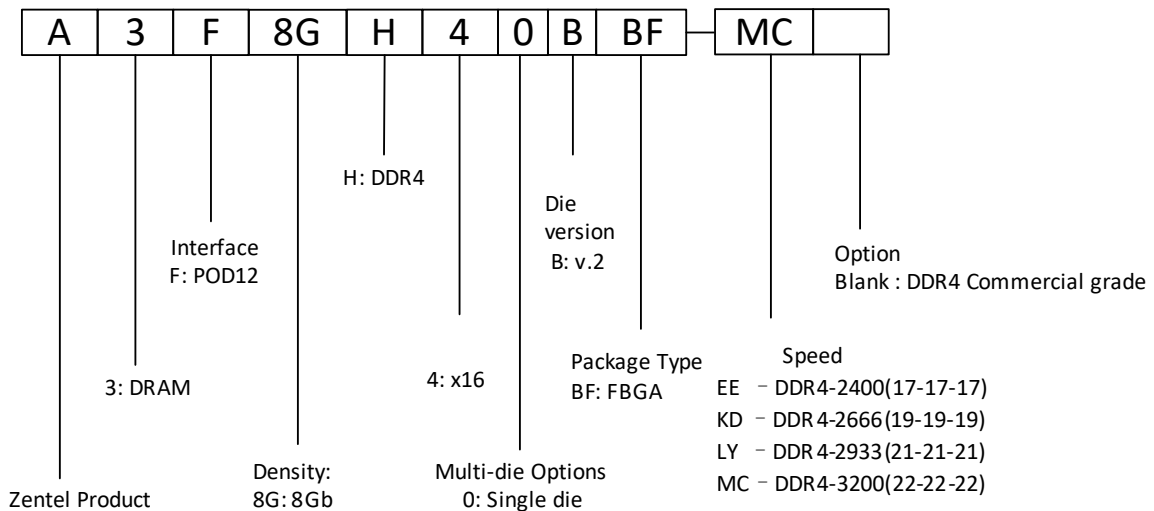 A 3 F 8G H 4 0 B BF MC
H: DDR4
Die
version
B: v.2
Interface
F: POD12
Option
Blank : DDR4 Commercial grade
3: DRAM
4: x16
Package Type
BF: FBGA
Speed
EE - DDR4-2400(17-17-17)
KD - DDR4-2666(19-19-19)
LY - DDR4-2933(21-21-21)
MC - DDR4-3200(22-22-22)
Zentel Product
Density:
8G: 8Gb
Multi-die Options
0: Single die